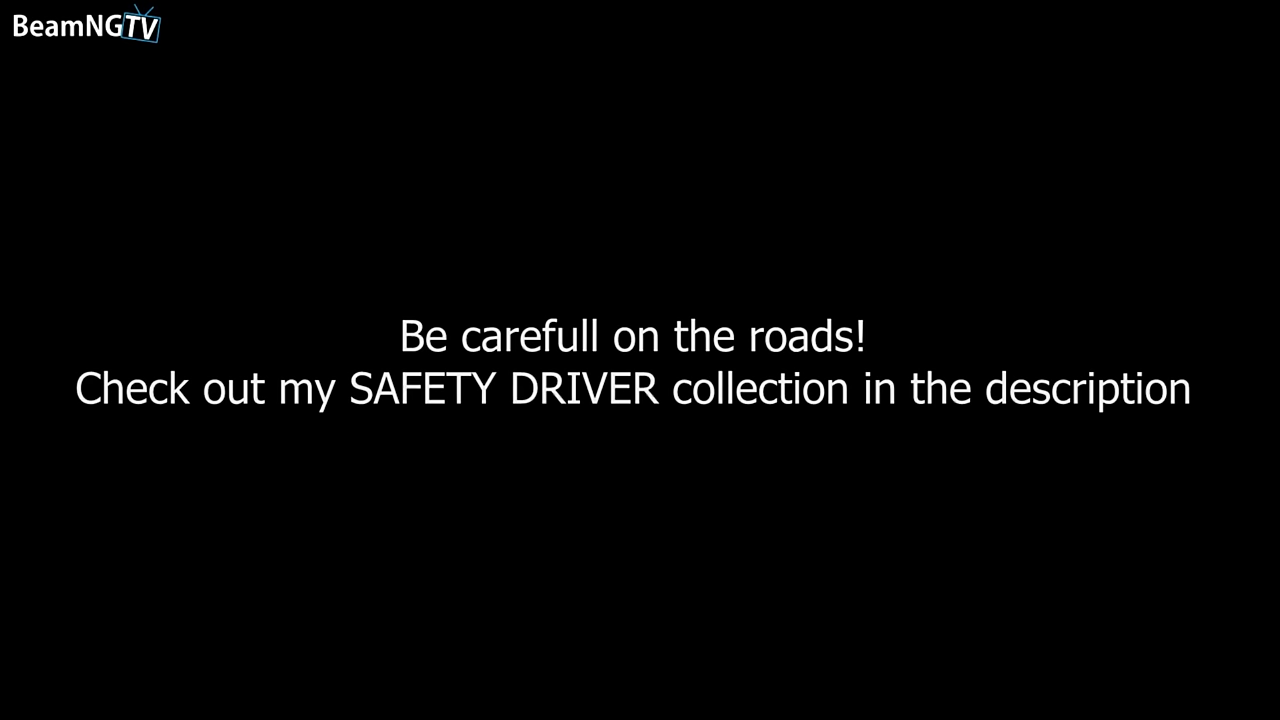 BeamNGTV
Be carefull on the roads!
Check out my SAFETY DRIVER collection in the description